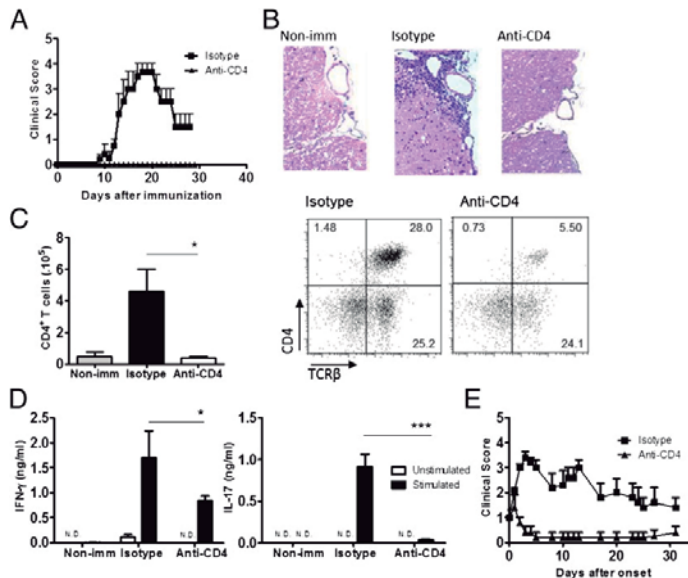 A
Isotype
Anti-CD4
Clinical Score
5
4
3
2
1
0
0 10 20 30 40
Days after immunization
B
Non-imm Isotype Anti-CD4
C
CD4+ T cells (.10^5)
8
6
4
2
0
*
Non-imm Isotype Anti-CD4
Isotype Anti-CD4
1.48 28.0
25.2
0.73 5.50
24.1
CD4
TCRβ
D
IFN-γ (ng/ml)
2.5
2.0
1.5
1.0
0.5
0.0
*
N.D. N.D.
Non-imm Isotype Anti-CD4
IL-17 (ng/ml)
1.5
1.0
0.5
0.0
***
Unstimulated
Stimulated
N.D. N.D. N.D. N.D.
Non-imm Isotype Anti-CD4
E
Isotype
Anti-CD4
Clinical Score
5
4
3
2
1
0
0 10 20 30
Days after onset